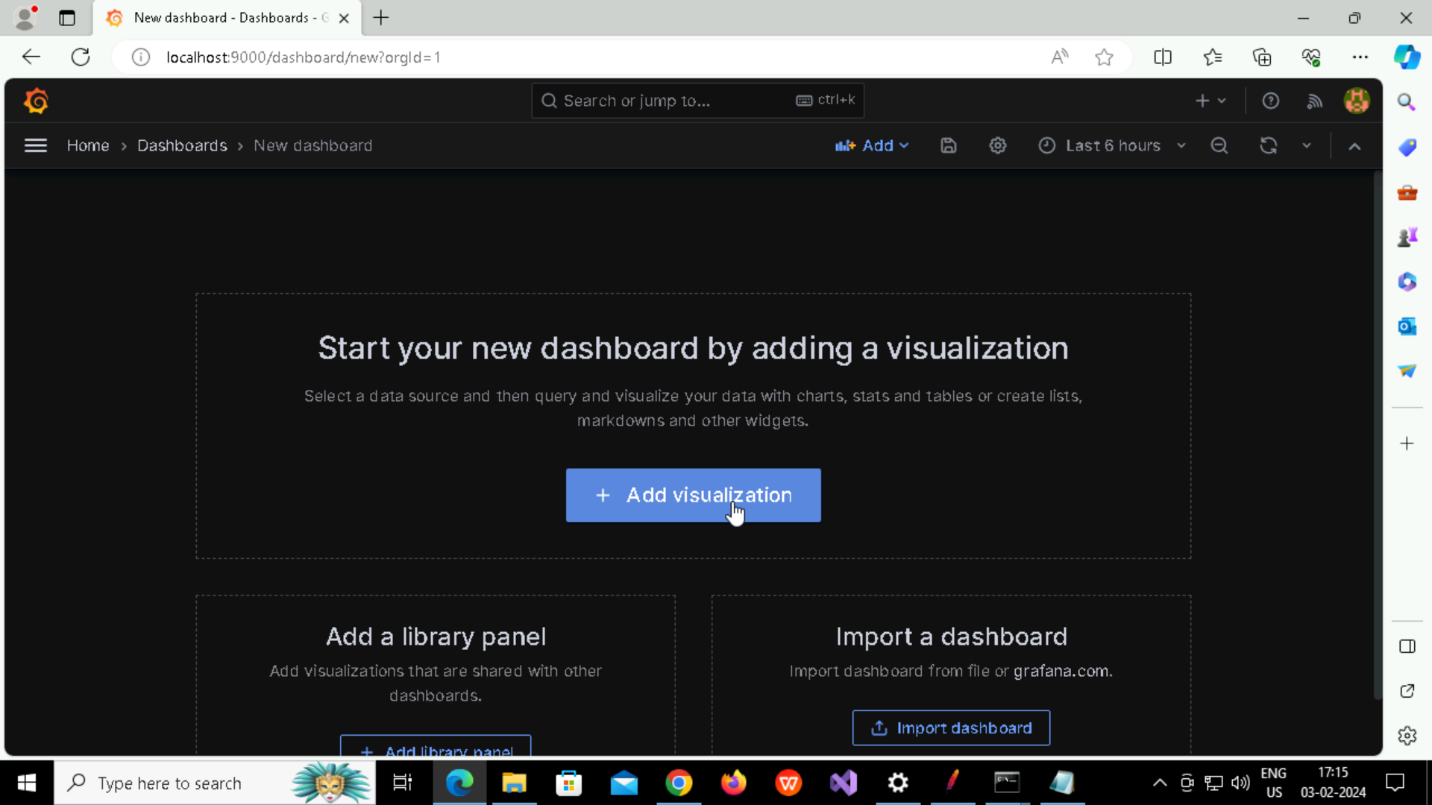 New dashboard - Dashboards - G
localhost:9000/dashboard/new?orgId=1
Search or jump to...
ctrl+k
Home
Dashboards
New dashboard
Add
Last 6 hours
Start your new dashboard by adding a visualization
Select a data source and then query and visualize your data with charts, stats and tables or create lists,
markdowns and other widgets.
+ Add visualization
Add a library panel
Add visualizations that are shared with other
dashboards.
+ Add library panel
Import a dashboard
Import dashboard from file or grafana.com.
Import dashboard
Type here to search
ENG
US
17:15
03-02-2024